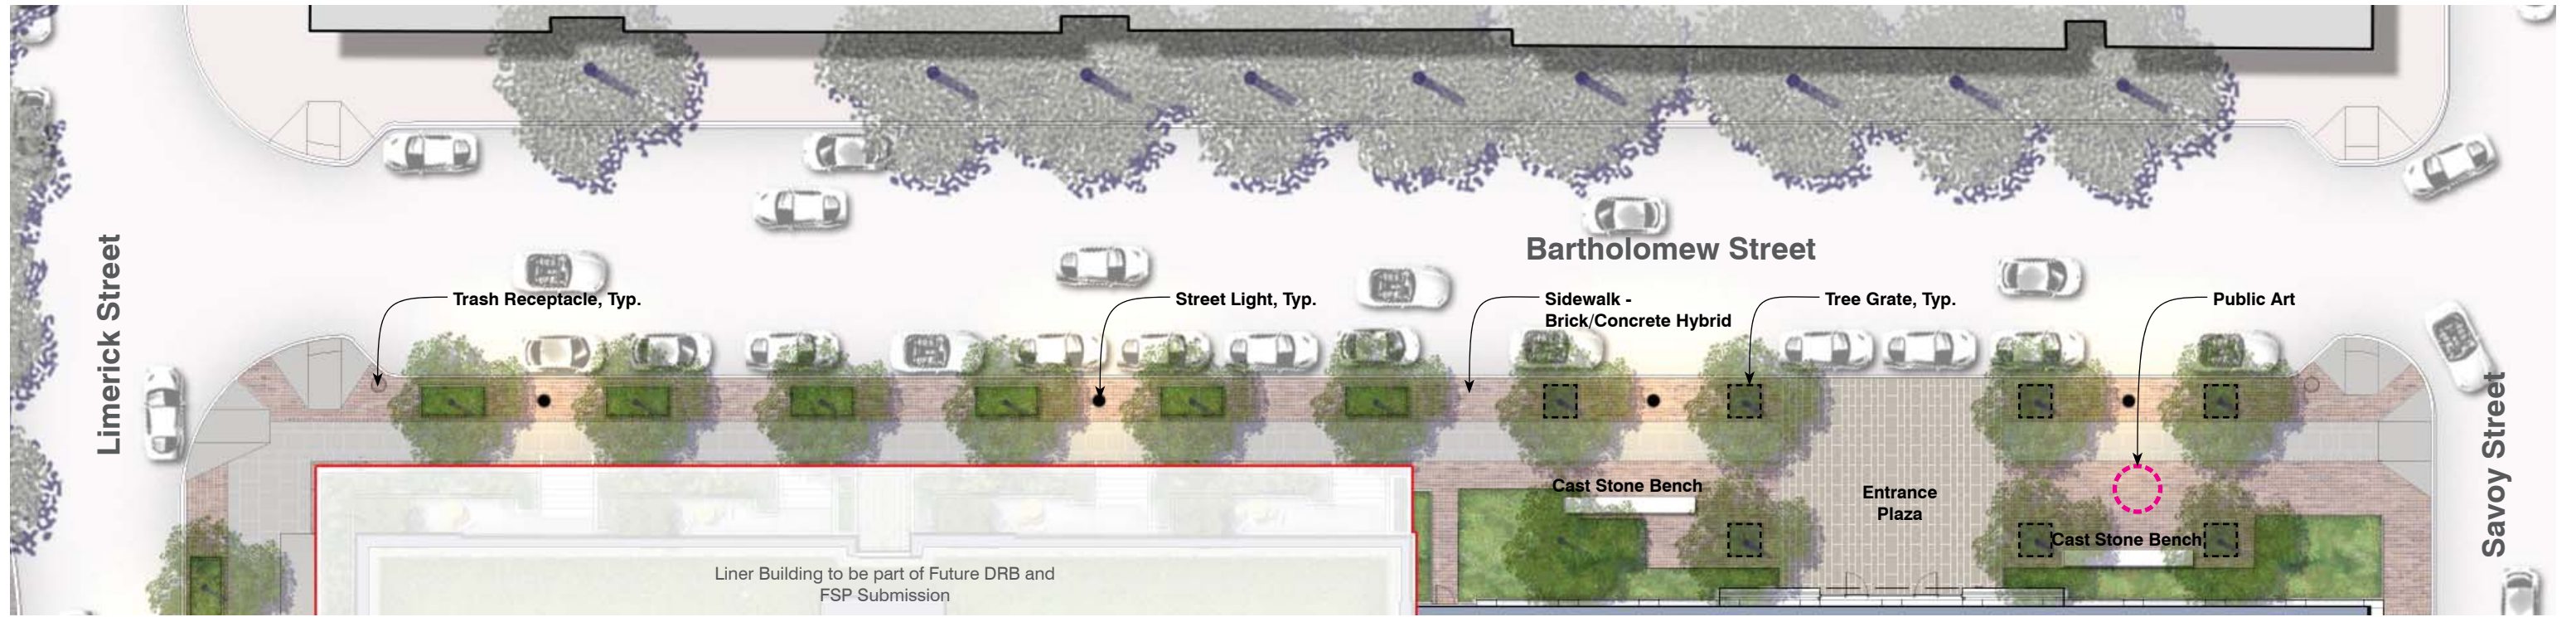 Bartholomew Street
Limerick Street
Trash Receptacle, Typ.
Street Light, Typ.
Sidewalk -
Brick/Concrete Hybrid
Tree Grate, Typ.
Public Art
Savoy Street
Cast Stone Bench
Entrance
Plaza
Cast Stone Bench
Liner Building to be part of Future DRB and
FSP Submission